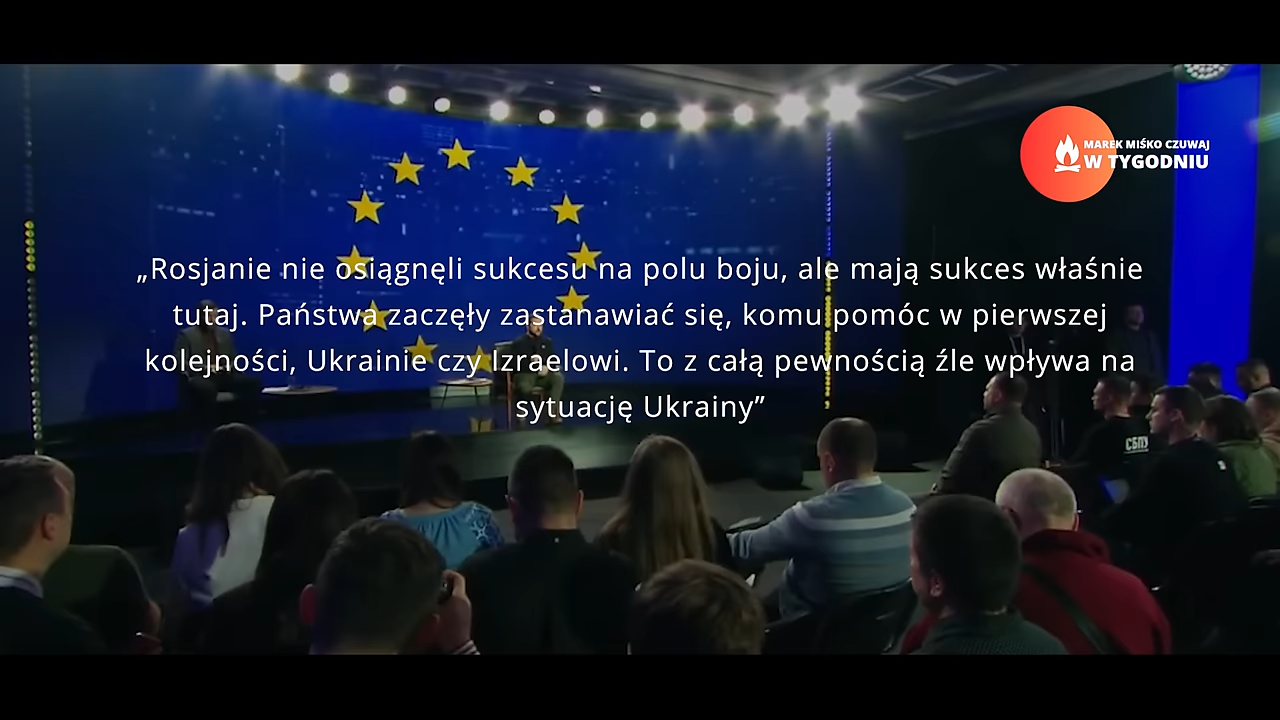 MAREK MIŚKO CZUWAJ
W TYGODNIU
„Rosjanie nie osiągnęli sukcesu na polu boju, ale mają sukces właśnie
tutaj. Państwa zaczęły zastanawiać się, komu pomóc w pierwszej
kolejności, Ukrainie czy Izraelowi. To z całą pewnością źle wpływa na
sytuację Ukrainy”
СБПУ